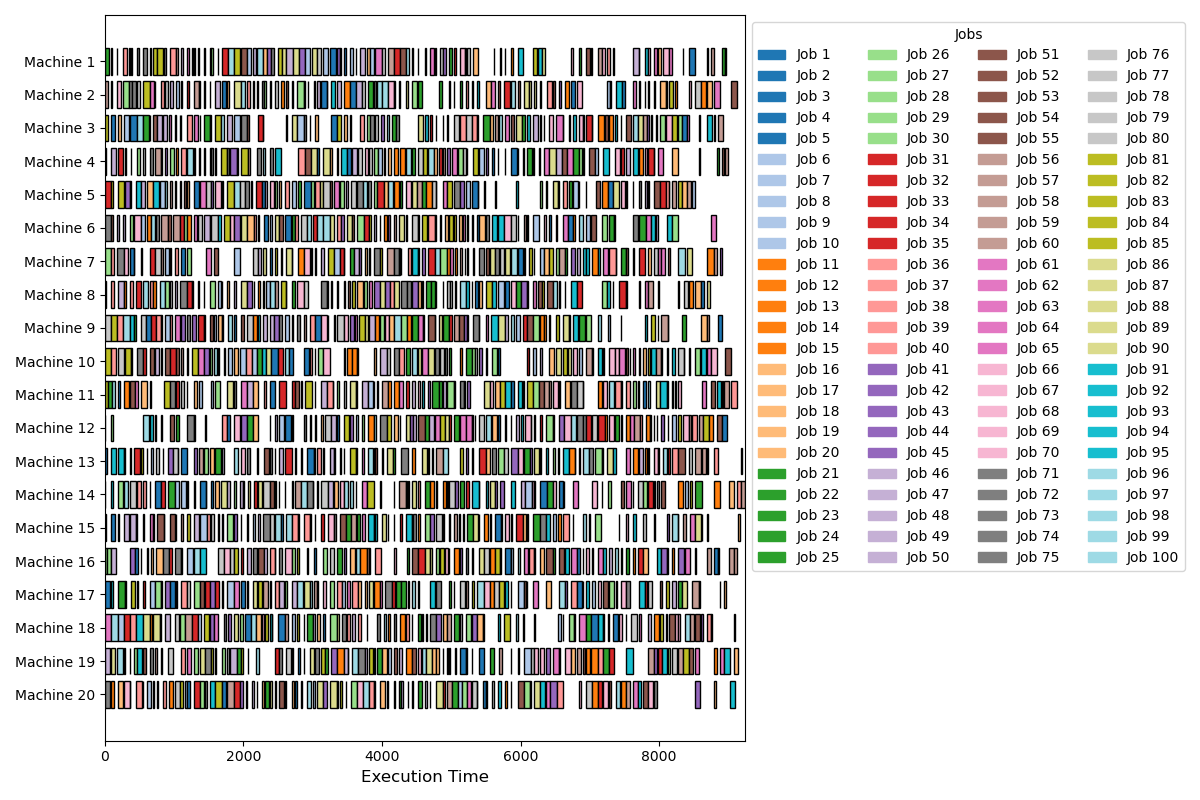 Machine 1
Machine 2
Machine 3
Machine 4
Machine 5
Machine 6
Machine 7
Machine 8
Machine 9
Machine 10
Machine 11
Machine 12
Machine 13
Machine 14
Machine 15
Machine 16
Machine 17
Machine 18
Machine 19
Machine 20
0 2000 4000 6000 8000
Execution Time
Jobs
Job 1 Job 26 Job 51 Job 76
Job 2 Job 27 Job 52 Job 77
Job 3 Job 28 Job 53 Job 78
Job 4 Job 29 Job 54 Job 79
Job 5 Job 30 Job 55 Job 80
Job 6 Job 31 Job 56 Job 81
Job 7 Job 32 Job 57 Job 82
Job 8 Job 33 Job 58 Job 83
Job 9 Job 34 Job 59 Job 84
Job 10 Job 35 Job 60 Job 85
Job 11 Job 36 Job 61 Job 86
Job 12 Job 37 Job 62 Job 87
Job 13 Job 38 Job 63 Job 88
Job 14 Job 39 Job 64 Job 89
Job 15 Job 40 Job 65 Job 90
Job 16 Job 41 Job 66 Job 91
Job 17 Job 42 Job 67 Job 92
Job 18 Job 43 Job 68 Job 93
Job 19 Job 44 Job 69 Job 94
Job 20 Job 45 Job 70 Job 95
Job 21 Job 46 Job 71 Job 96
Job 22 Job 47 Job 72 Job 97
Job 23 Job 48 Job 73 Job 98
Job 24 Job 49 Job 74 Job 99
Job 25 Job 50 Job 75 Job 100